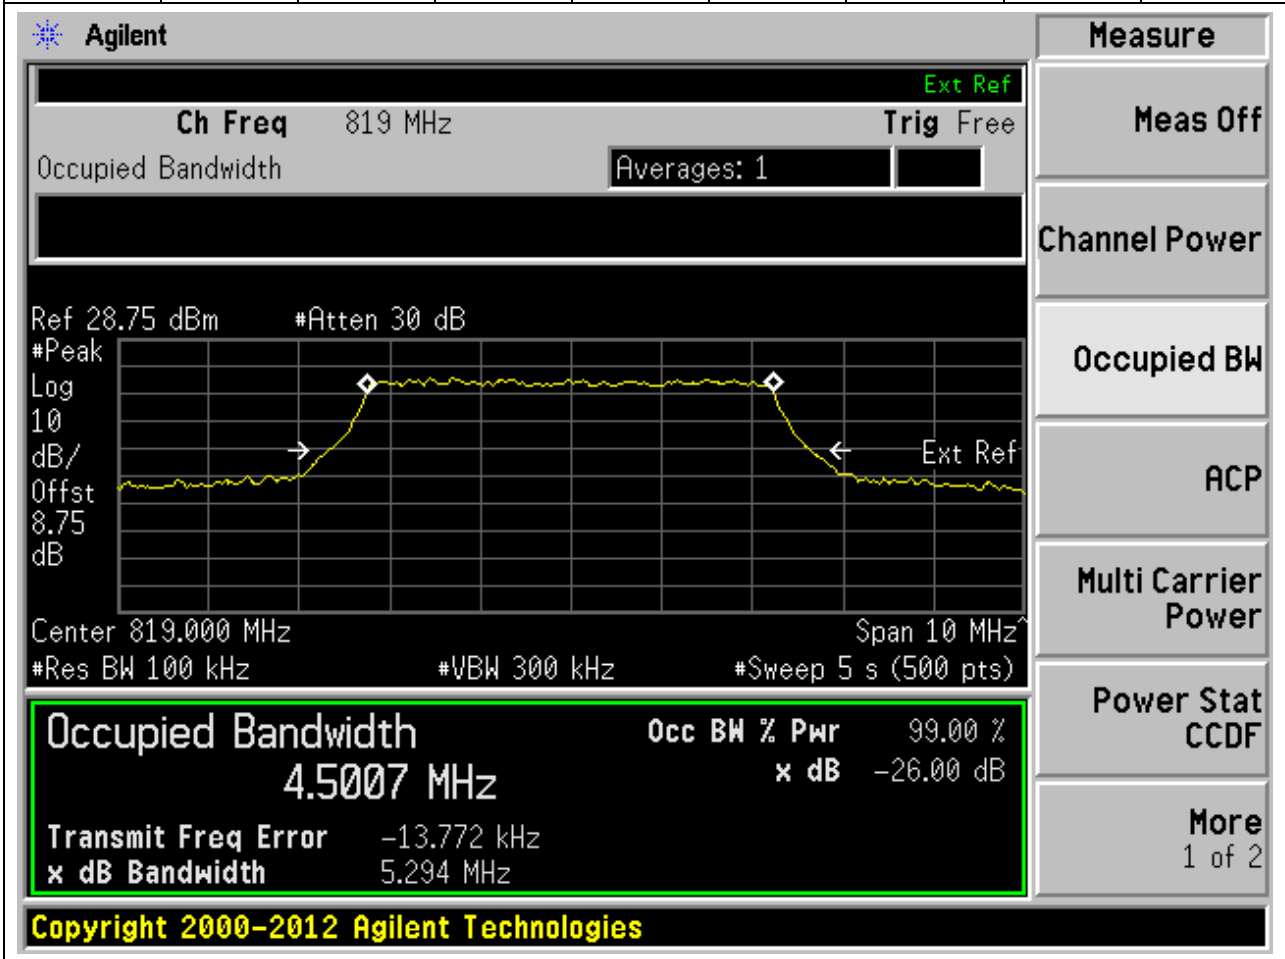 Agilent
Measure
Ext Ref
Ch Freq 819 MHz Trig Free
Meas Off
Occupied Bandwidth Averages: 1
Channel Power
Ref 28.75 dBm #Atten 30 dB
#Peak
Log
10
dB/
Offst
8.75
dB
Ext Ref
Occupied BW
ACP
Center 819.000 MHz Span 10 MHz^
#Res BW 100 kHz #VBW 300 kHz #Sweep 5 s (500 pts)
Multi Carrier
Power
Occupied Bandwidth Occ BW % Pwr 99.00 %
4.5007 MHz x dB -26.00 dB
Transmit Freq Error -13.772 kHz
x dB Bandwidth 5.294 MHz
Power Stat
CCDF
More
1 of 2
Copyright 2000-2012 Agilent Technologies